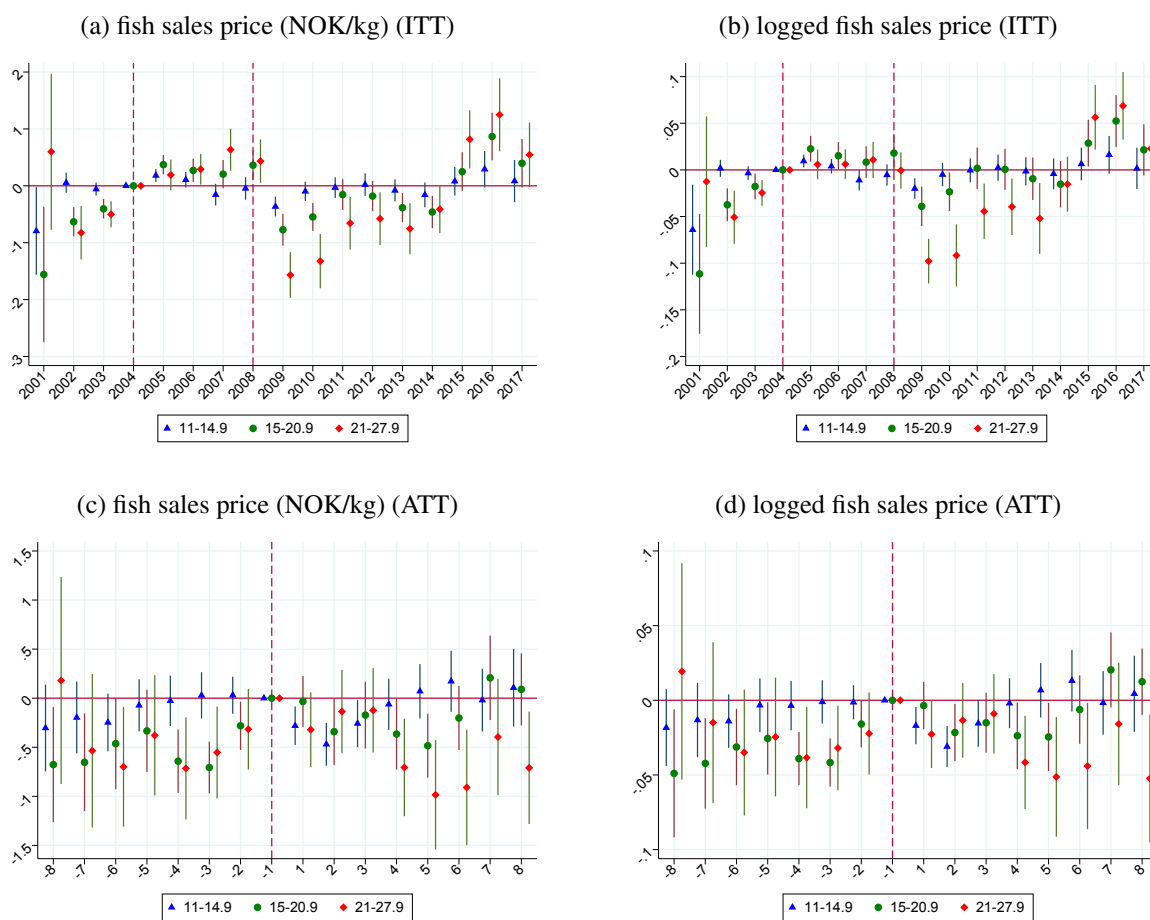 (a) fish sales price (NOK/kg) (ITT)
2
1
0
-1
-2
-3
2001 2002 2003 2004 2005 2006 2007 2008 2009 2010 2011 2012 2013 2014 2015 2016 2017
11-14.9 15-20.9 21-27.9
(b) logged fish sales price (ITT)
.1
.05
0
-.05
-.1
-.15
-.2
2001 2002 2003 2004 2005 2006 2007 2008 2009 2010 2011 2012 2013 2014 2015 2016 2017
11-14.9 15-20.9 21-27.9
(c) fish sales price (NOK/kg) (ATT)
1.5
1
.5
0
-.5
-1
-1.5
-8 -7 -6 -5 -4 -3 -2 -1 1 2 3 4 5 6 7 8
11-14.9 15-20.9 21-27.9
(d) logged fish sales price (ATT)
.1
.05
0
-.05
-.1
-8 -7 -6 -5 -4 -3 -2 -1 1 2 3 4 5 6 7 8
11-14.9 15-20.9 21-27.9